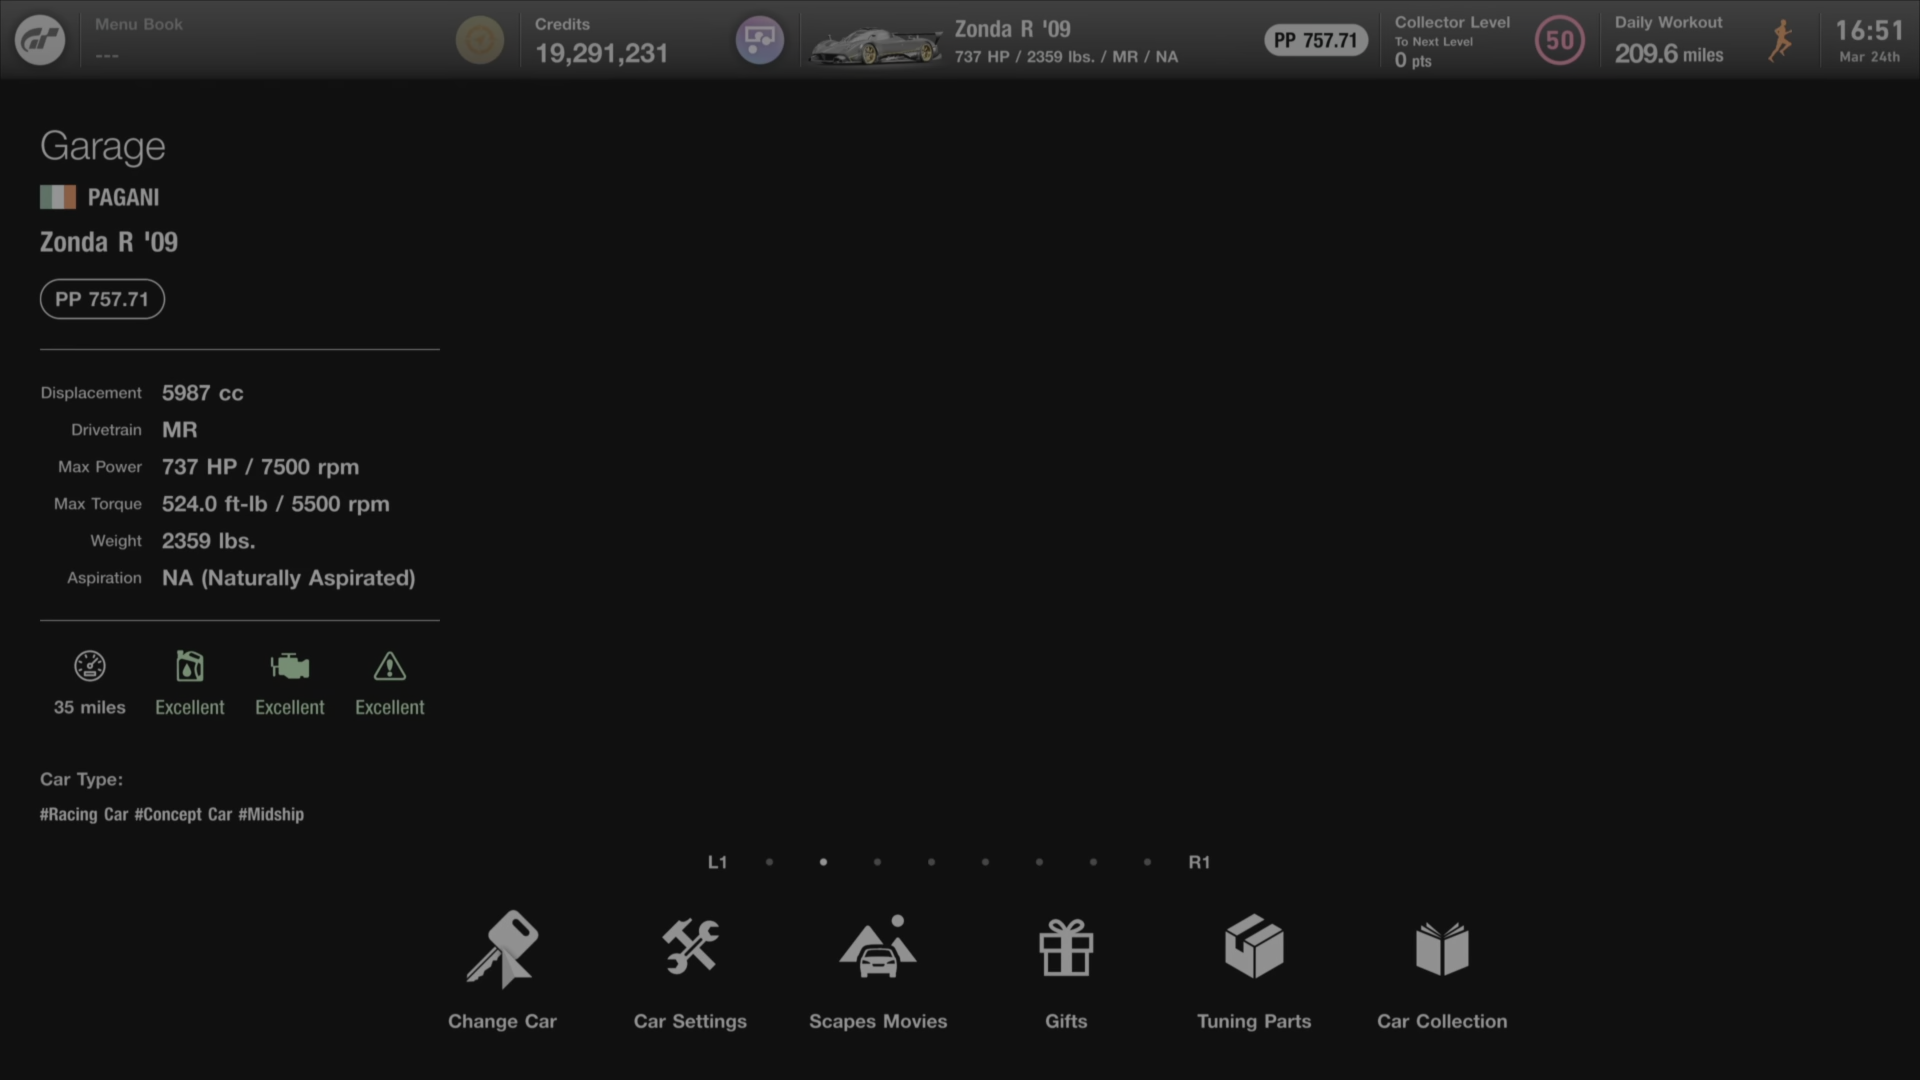 Menu Book
---
Credits
19,291,231
Zonda R '09
737 HP / 2359 lbs. / MR / NA
PP 757.71
Collector Level
To Next Level
0 pts
50
Daily Workout
209.6 miles
16:51
Mar 24th
Garage
PAGANI
Zonda R '09
PP 757.71
Displacement 5987 cc
Drivetrain MR
Max Power 737 HP / 7500 rpm
Max Torque 524.0 ft-lb / 5500 rpm
Weight 2359 lbs.
Aspiration NA (Naturally Aspirated)
35 miles Excellent Excellent Excellent
Car Type:
#Racing Car #Concept Car #Midship
L1 R1
Change Car Car Settings Scapes Movies Gifts Tuning Parts Car Collection